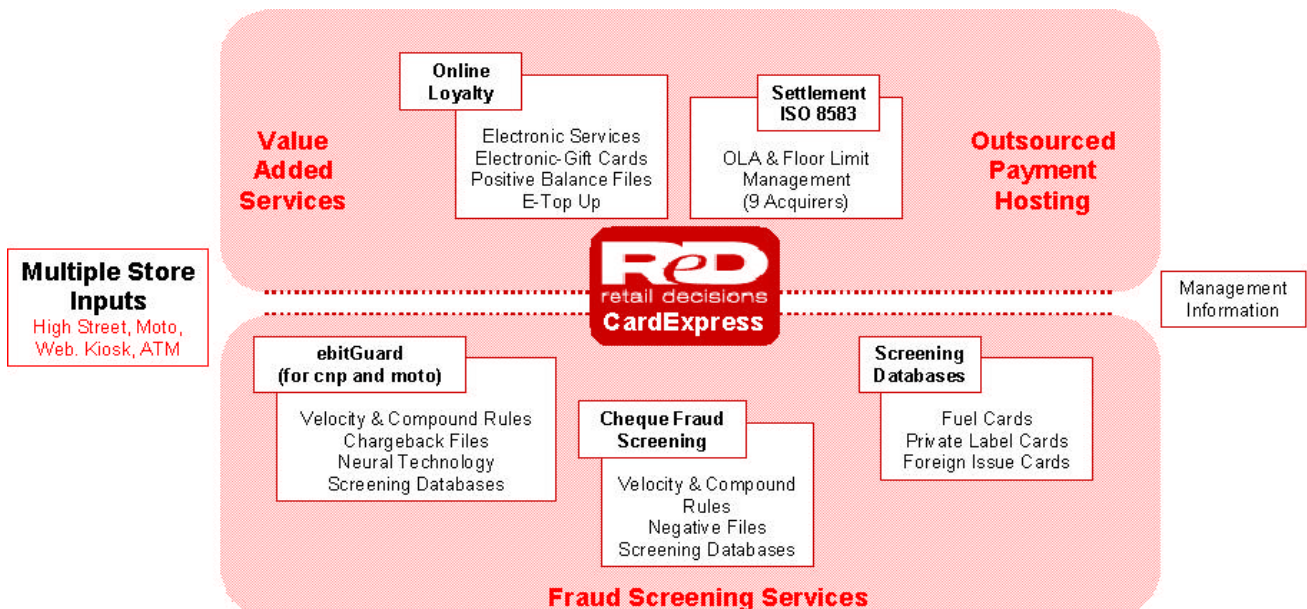 Online
Loyalty
Electronic Services
Electronic-Gift Cards
Positive Balance Files
E-Top Up
Settlement
ISO 8583
OLA & Floor Limit
Management
(9 Acquirers)
Value
Added
Services
Outsourced
Payment
Hosting
Multiple Store
Inputs
High Street, Moto,
Web. Kiosk, ATM
ReD
retail decisions
CardExpress
Management
Information
ebitGuard
(for cnp and moto)
Velocity & Compound Rules
Chargeback Files
Neural Technology
Screening Databases
Cheque Fraud
Screening
Velocity & Compound
Rules
Negative Files
Screening Databases
Screening
Databases
Fuel Cards
Private Label Cards
Foreign Issue Cards
Fraud Screening Services